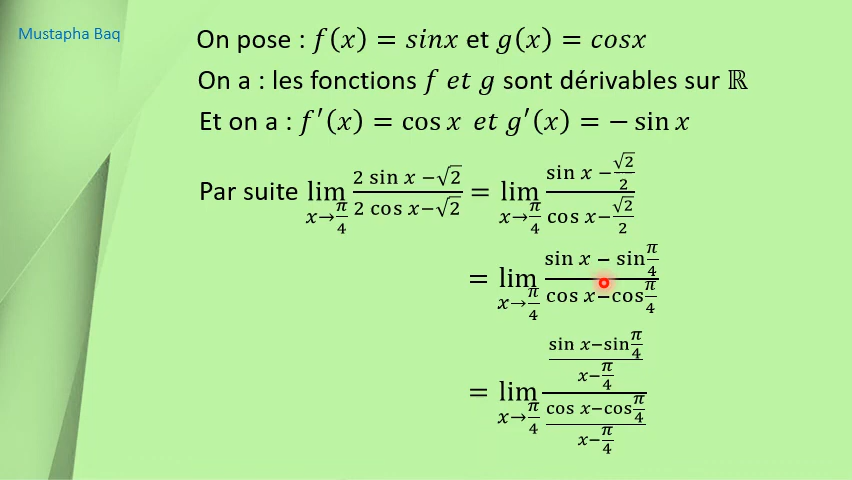 Mustapha Baq
On pose : f(x) = sinx et g(x) = cosx
On a : les fonctions f et g sont dérivables sur ℝ
Et on a : f′(x) = cos x et g′(x) = − sin x
Par suite lim_{x→π/4} (2 sin x −√2)/(2 cos x−√2) = lim_{x→π/4} (sin x −√2/2)/(cos x−√2/2)
= lim_{x→π/4} (sin x − sin π/4)/(cos x−cos π/4)
= lim_{x→π/4} ((sin x−sin π/4)/(x−π/4))/((cos x−cos π/4)/(x−π/4))